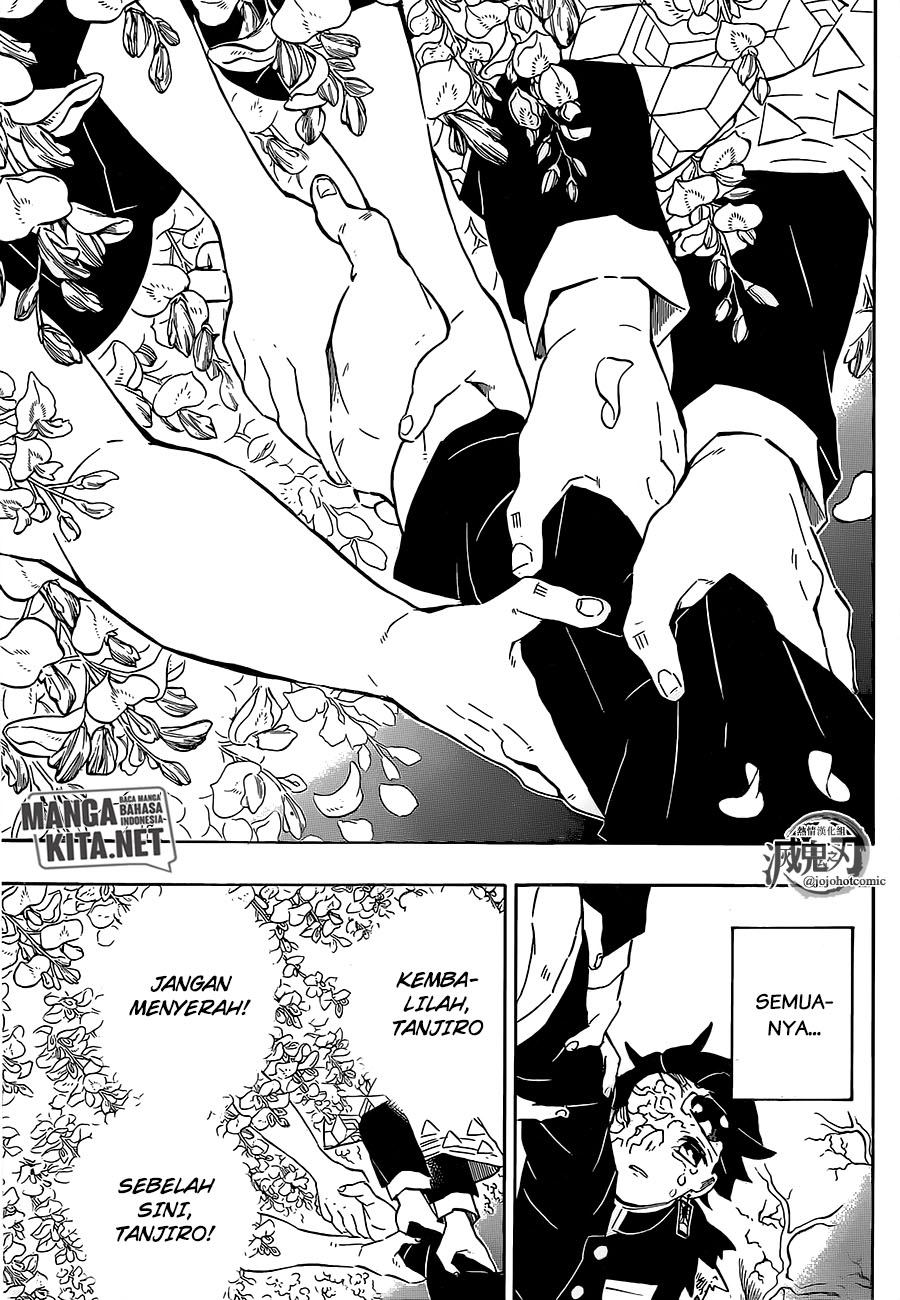 MANGA
BACA MANGA
BAHASA
INDONESIA-
KITA.NET
熱情漢化組
滅鬼之刃
@jojohotcomic
SEMUA-
NYA...
KEMBA-
LILAH,
TANJIRO
JANGAN
MENYERAH!
SEBELAH
SINI,
TANJIRO!